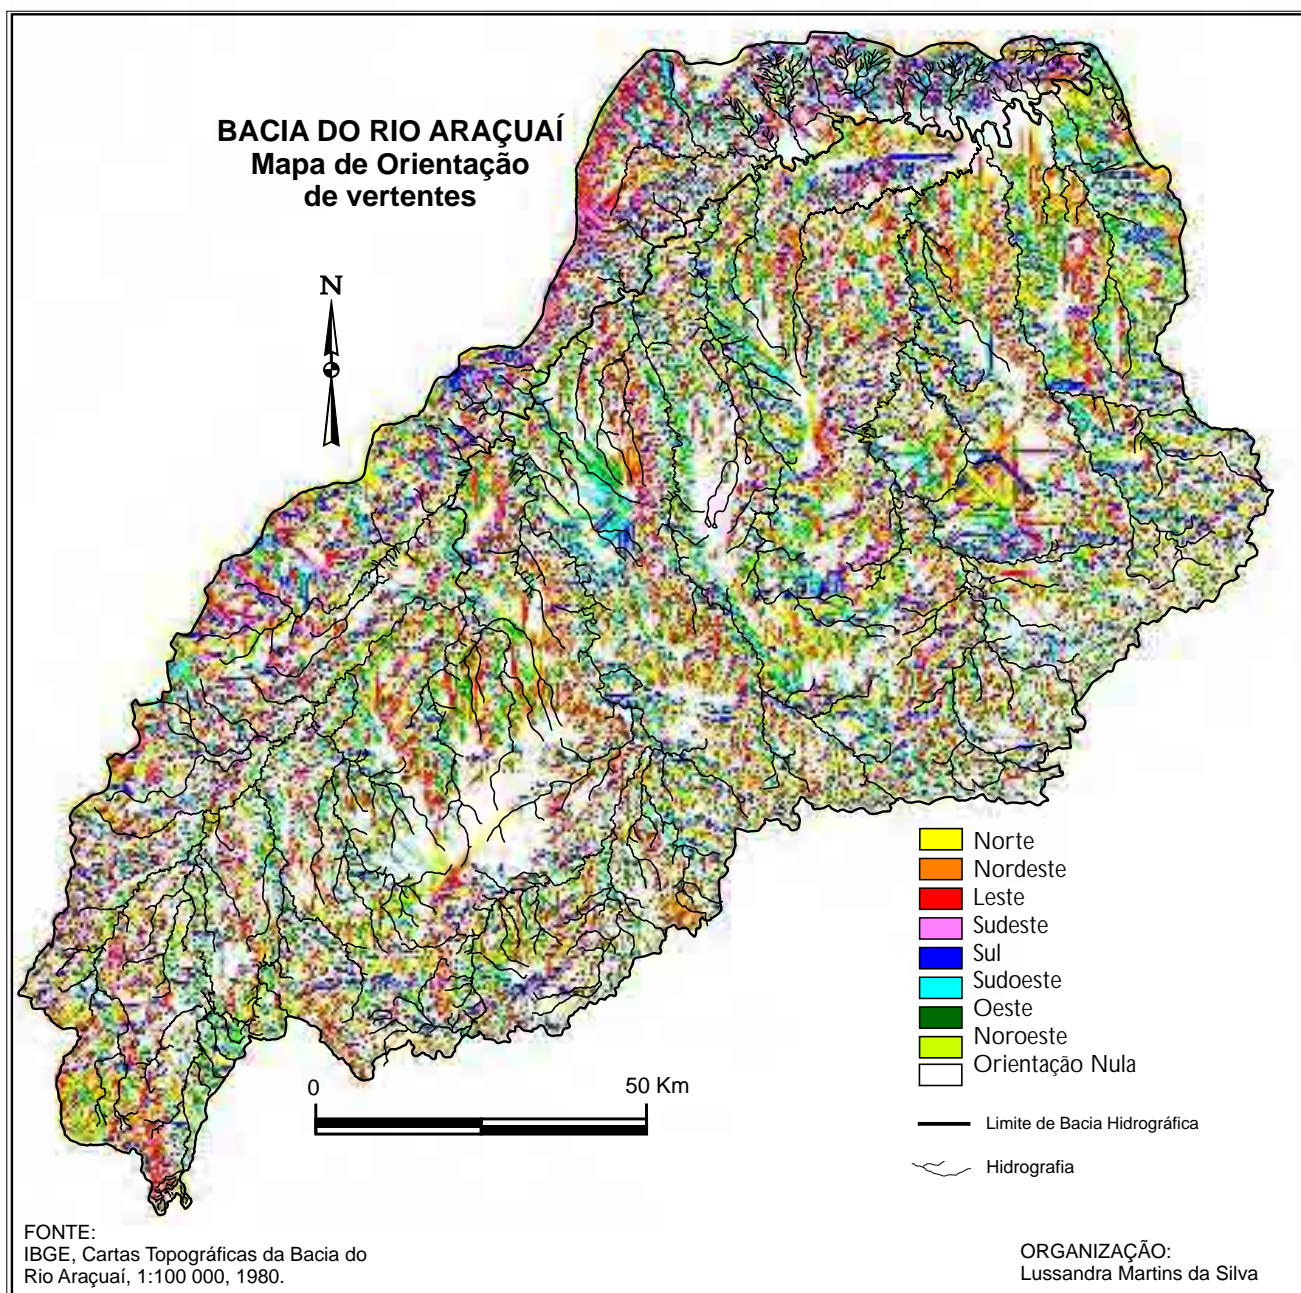 BACIA DO RIO ARAÇUAÍ
Mapa de Orientação
de vertentes
N
Norte
Nordeste
Leste
Sudeste
Sul
Sudoeste
Oeste
Noroeste
Orientação Nula
0 50 Km
Limite de Bacia Hidrográfica
Hidrografia
FONTE:
IBGE, Cartas Topográficas da Bacia do
Rio Araçuaí, 1:100 000, 1980.
ORGANIZAÇÃO:
Lussandra Martins da Silva